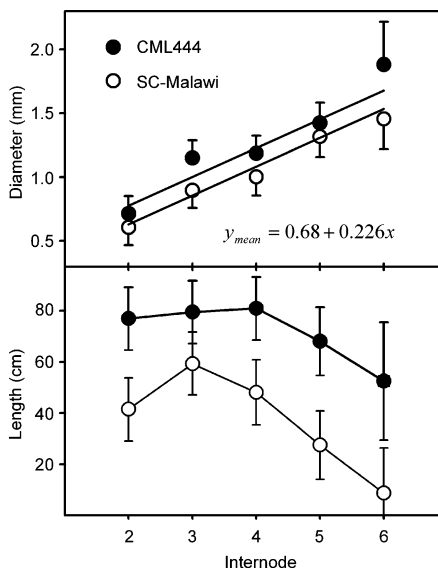 2.0
CML444
SC-Malawi
1.5
Diameter (mm)
1.0
0.5
y_mean = 0.68 + 0.226x
80
60
Length (cm)
40
20
2 3 4 5 6
Internode